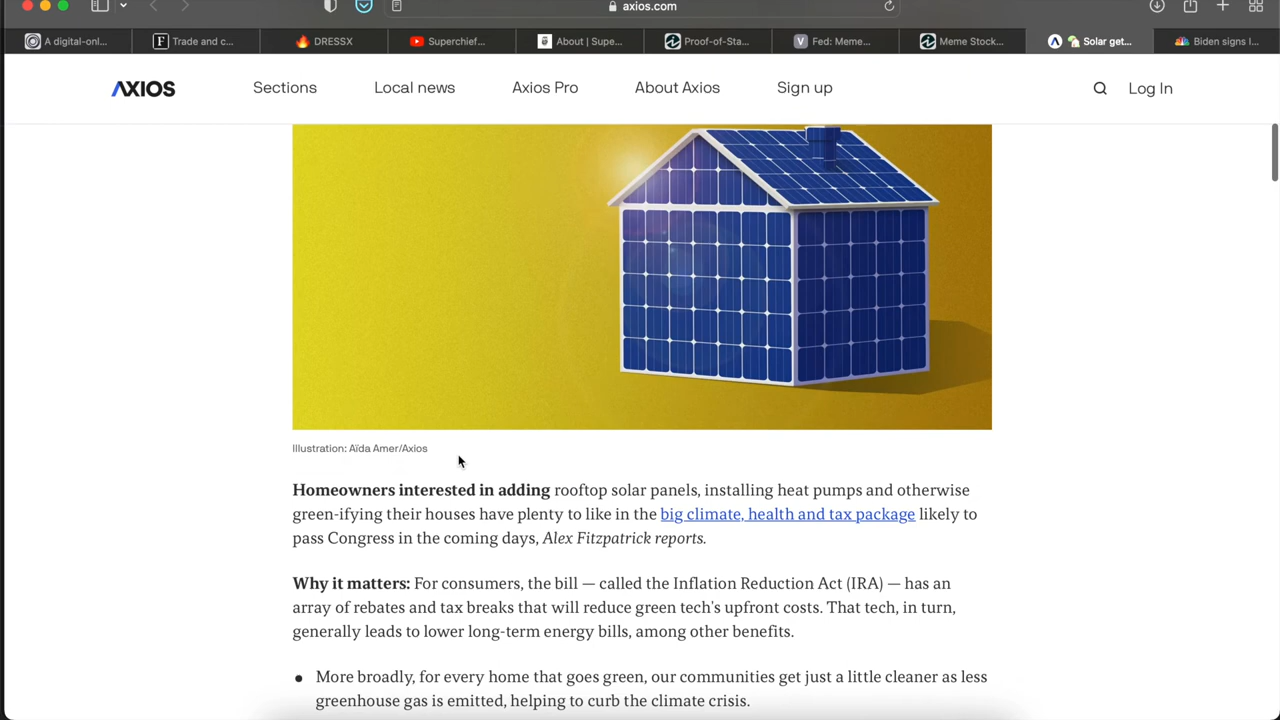 axios.com
A digital-onl...
Trade and c...
DRESSX
Superchief...
About | Supe...
Proof-of-Sta...
Fed: Meme...
Meme Stock...
Solar get...
Biden signs I...
AXIOS
Sections
Local news
Axios Pro
About Axios
Sign up
Log In
Illustration: Aïda Amer/Axios
Homeowners interested in adding rooftop solar panels, installing heat pumps and otherwise
green-ifying their houses have plenty to like in the big climate, health and tax package likely to
pass Congress in the coming days, Alex Fitzpatrick reports.
Why it matters: For consumers, the bill — called the Inflation Reduction Act (IRA) — has an
array of rebates and tax breaks that will reduce green tech's upfront costs. That tech, in turn,
generally leads to lower long-term energy bills, among other benefits.
● More broadly, for every home that goes green, our communities get just a little cleaner as less
greenhouse gas is emitted, helping to curb the climate crisis.